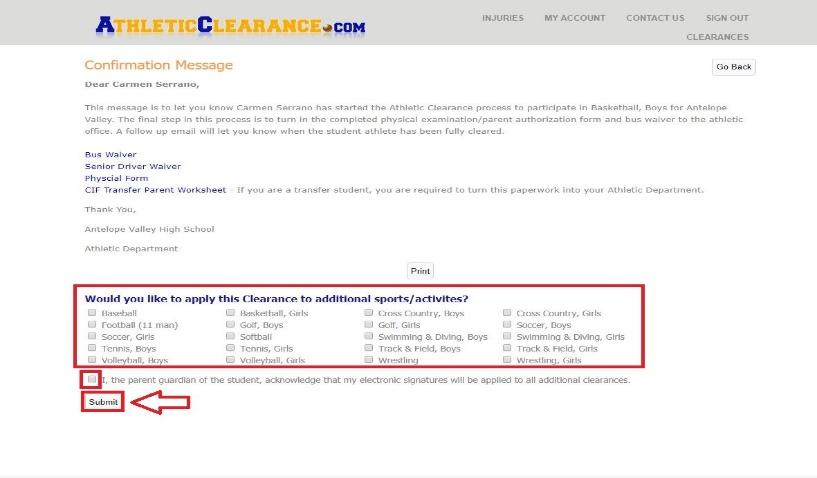 ATHLETICCLEARANCE.COM
INJURIES MY ACCOUNT CONTACT US SIGN OUT
CLEARANCES
Confirmation Message
Go Back
Dear Carmen Serrano,
This message is to let you know Carmen Serrano has started the Athletic Clearance process to participate in Basketball, Boys for Antelope
Valley. The final step in this process is to turn in the completed physical examination/parent authorization form and bus waiver to the athletic
office. A follow up email will let you know when the student athlete has been fully cleared.
Bus Waiver
Senior Driver Waiver
Physcial Form
CIF Transfer Parent Worksheet - If you are a transfer student, you are required to turn this paperwork into your Athletic Department.
Thank You,
Antelope Valley High School
Athletic Department
Print
Would you like to apply this Clearance to additional sports/activites?
Baseball Basketball, Girls Cross Country, Boys Cross Country, Girls
Football (11 man) Golf, Boys Golf, Girls Soccer, Boys
Soccer, Girls Softball Swimming & Diving, Boys Swimming & Diving, Girls
Tennis, Boys Tennis, Girls Track & Field, Boys Track & Field, Girls
Volleyball, Boys Volleyball, Girls Wrestling Wrestling, Girls
I, the parent guardian of the student, acknowledge that my electronic signatures will be applied to all additional clearances.
Submit